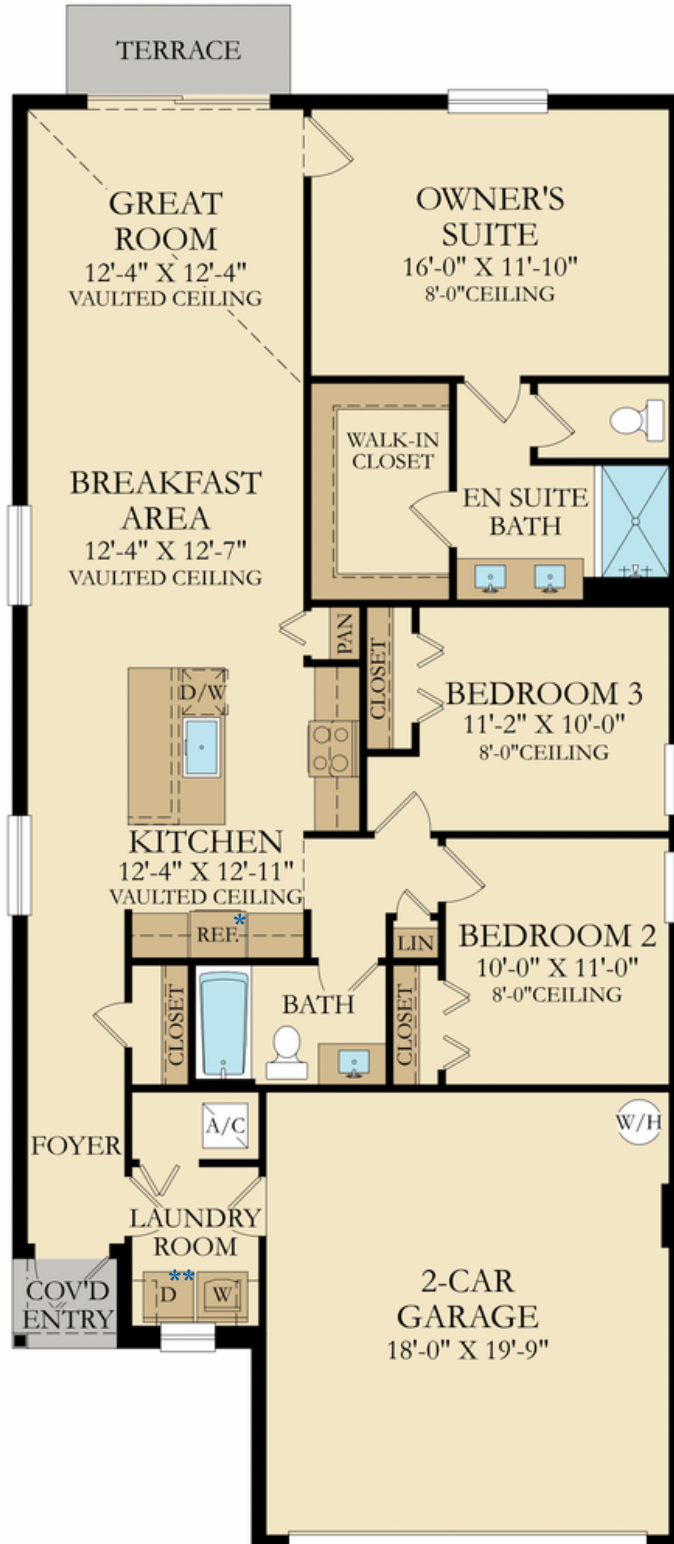 TERRACE
GREAT
ROOM
12'-4" X 12'-4"
VAULTED CEILING
OWNER'S
SUITE
16'-0" X 11'-10"
8'-0"CEILING
WALK-IN
CLOSET
BREAKFAST
AREA
12'-4" X 12'-7"
VAULTED CEILING
EN SUITE
BATH
PAN
CLOSET
D/W
BEDROOM 3
11'-2" X 10'-0"
8'-0"CEILING
KITCHEN
12'-4" X 12'-11"
VAULTED CEILING
REF.*
LIN
BEDROOM 2
10'-0" X 11'-0"
8'-0"CEILING
CLOSET
BATH
CLOSET
A/C
W/H
FOYER
LAUNDRY
ROOM
**
D
W
COV'D
ENTRY
2-CAR
GARAGE
18'-0" X 19'-9"